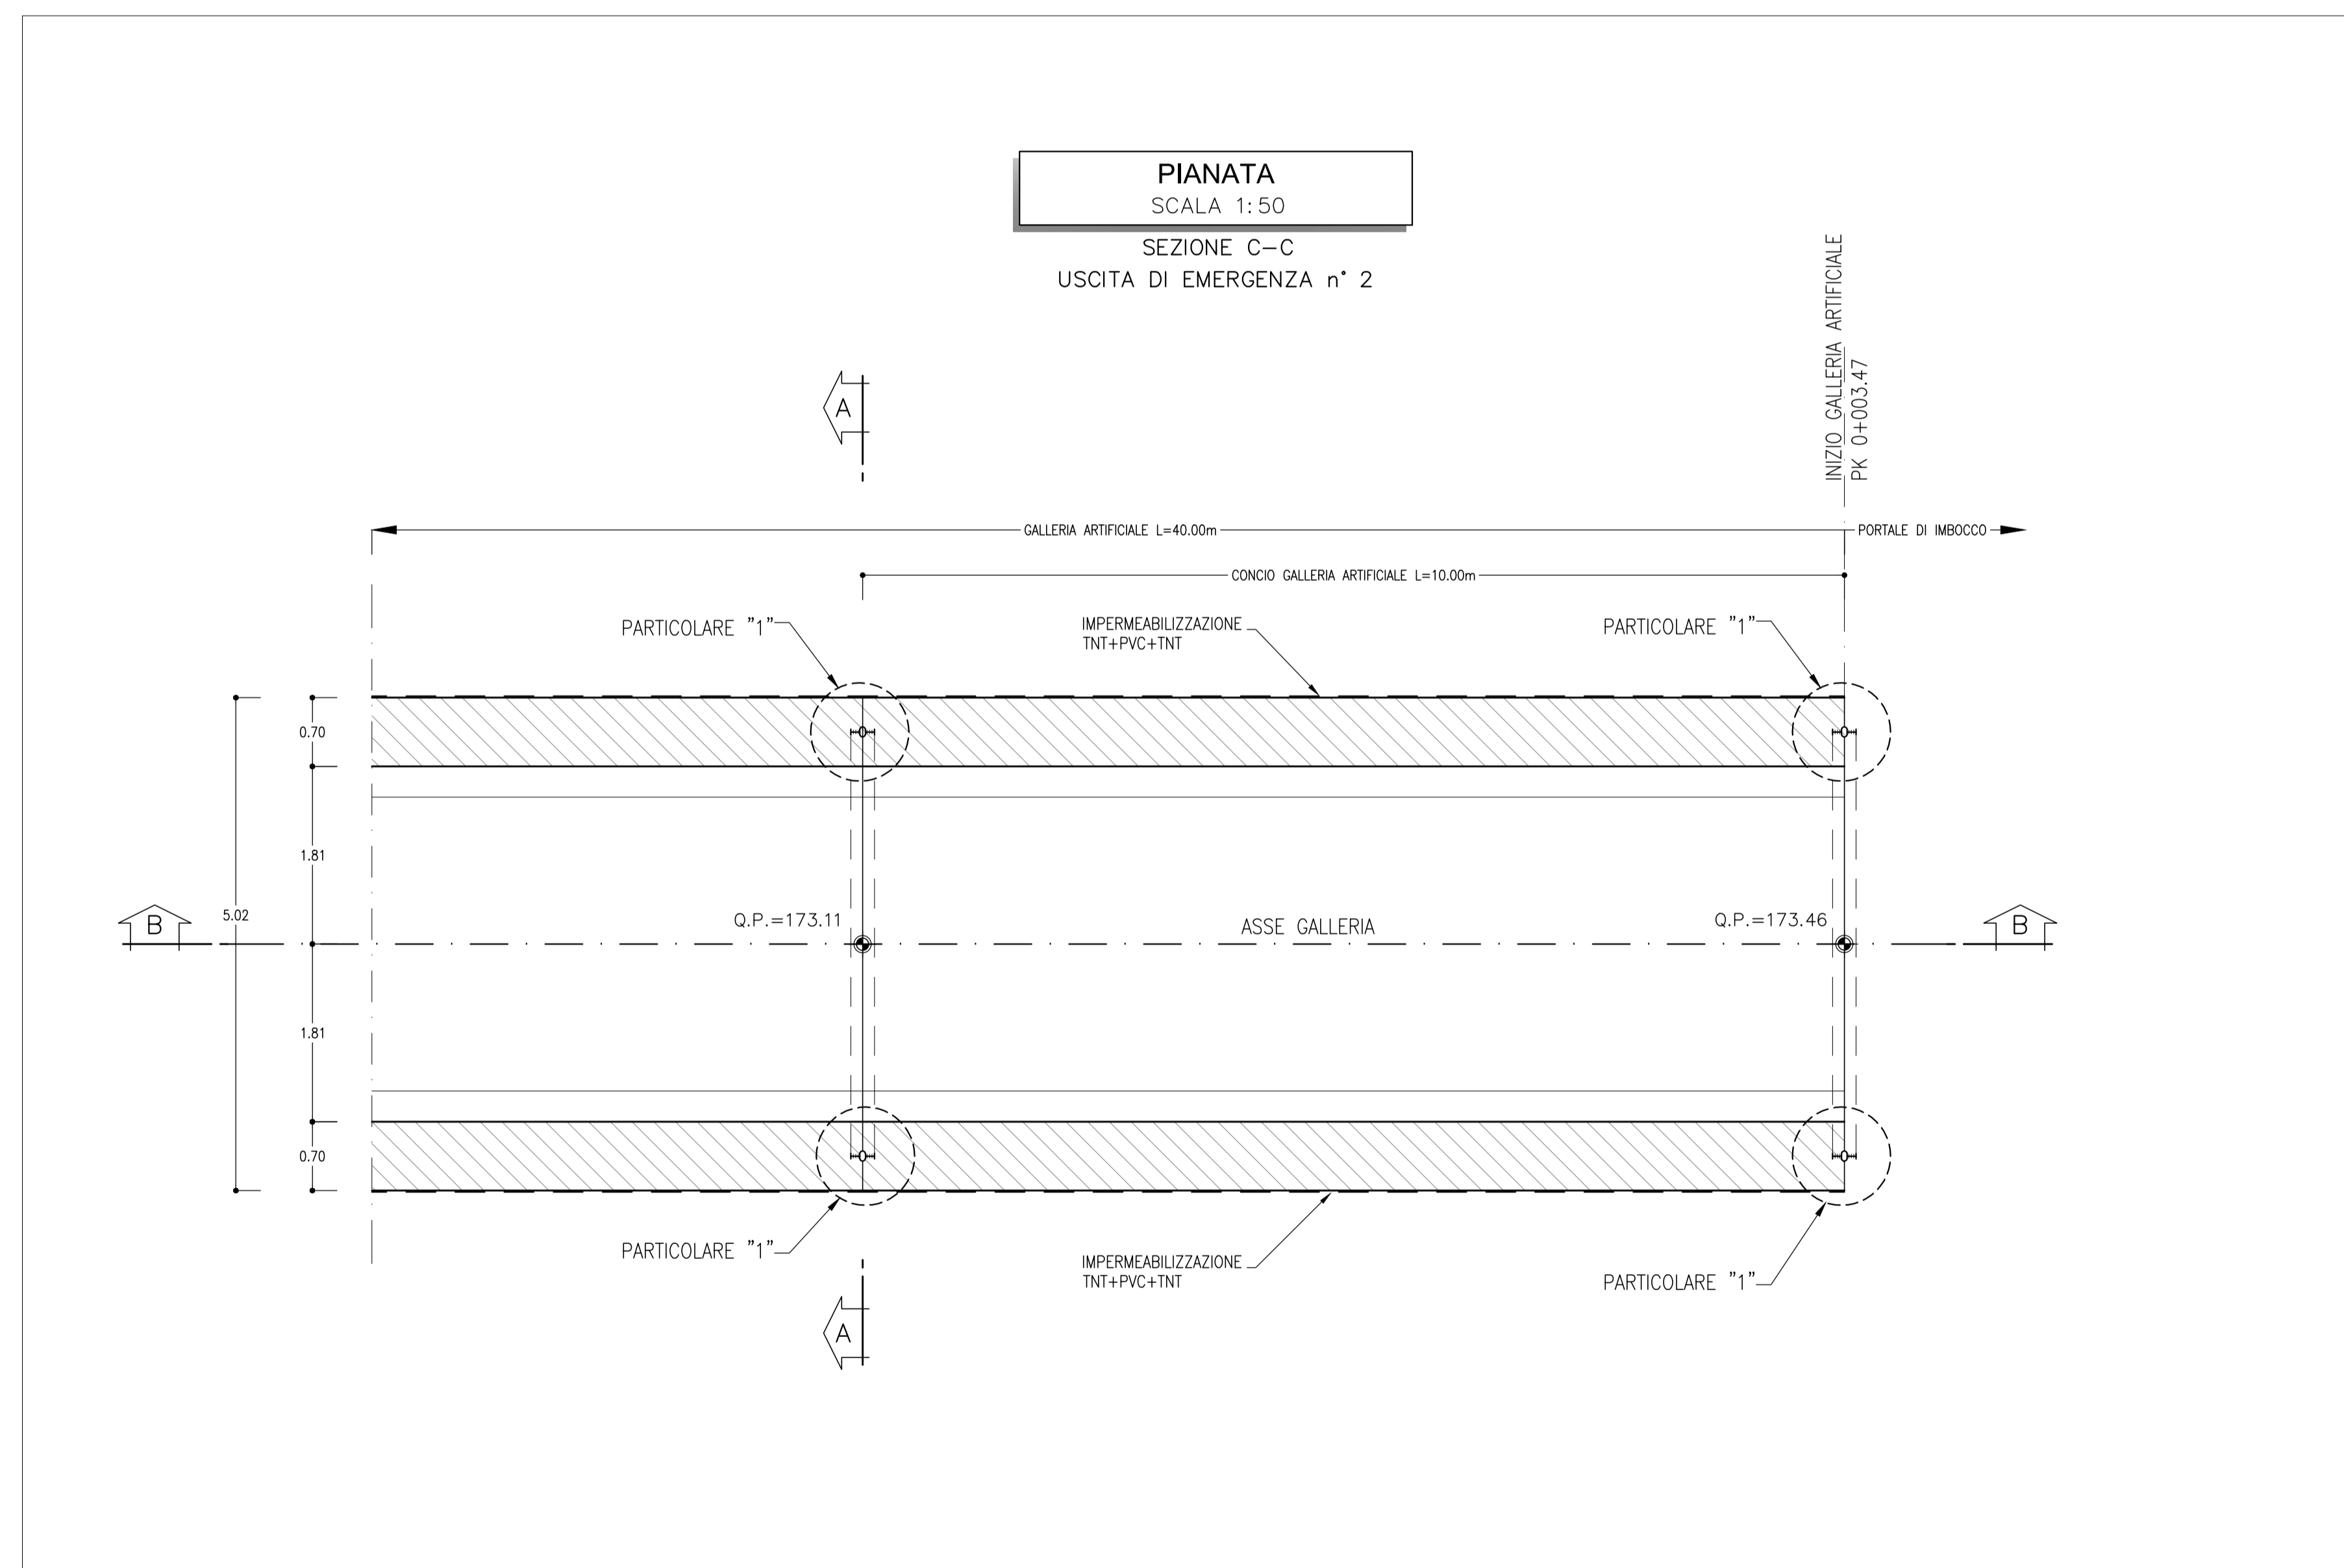 PIANATA
SCALA 1:50
SEZIONE C-C
USCITA DI EMERGENZA n° 2
INIZIO GALLERIA ARTIFICIALE
PK 0+003.47
A
GALLERIA ARTIFICIALE L=40.00m
PORTALE DI IMBOCCO
CONCIO GALLERIA ARTIFICIALE L=10.00m
PARTICOLARE "1"
IMPERMEABILIZZAZIONE
TNT+PVC+TNT
PARTICOLARE "1"
0.70
1.81
5.02
B
Q.P.=173.11
ASSE GALLERIA
Q.P.=173.46
B
1.81
0.70
PARTICOLARE "1"
IMPERMEABILIZZAZIONE
TNT+PVC+TNT
PARTICOLARE "1"
A